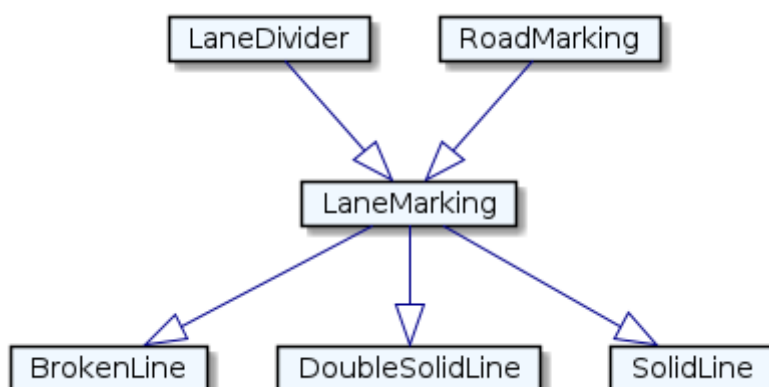 LaneDivider
RoadMarking
LaneMarking
BrokenLine
DoubleSolidLine
SolidLine